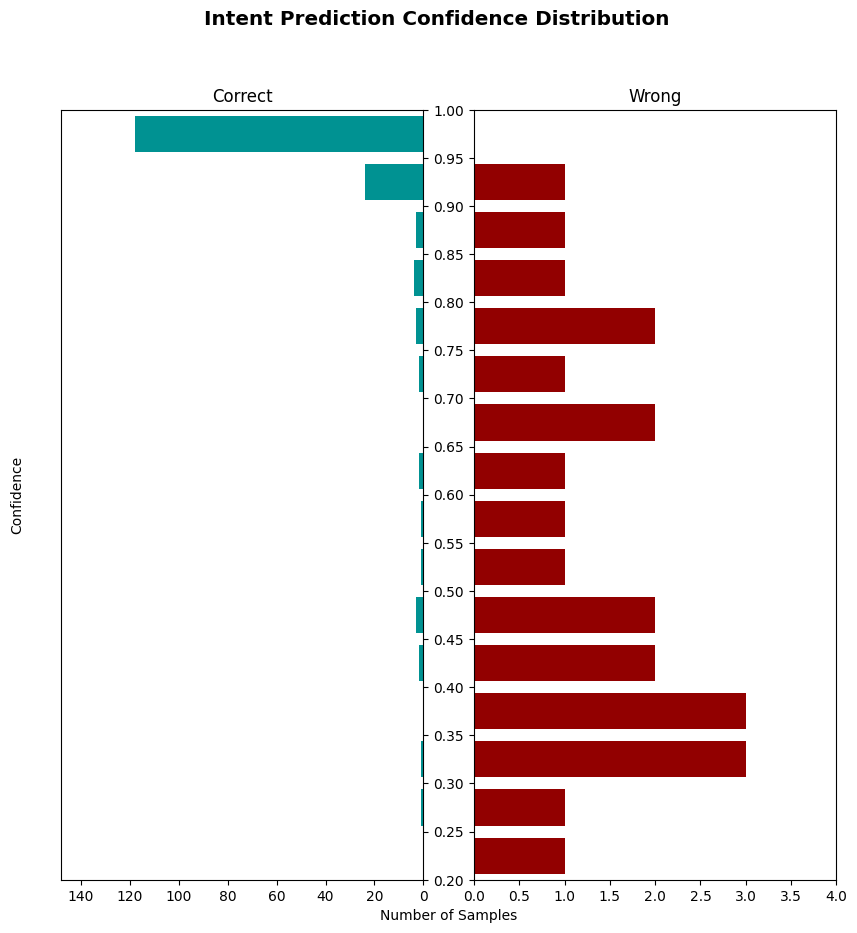 Intent Prediction Confidence Distribution
Correct
Wrong
1.00
0.95
0.90
0.85
0.80
0.75
0.70
0.65
0.60
0.55
0.50
0.45
0.40
0.35
0.30
0.25
0.20
Confidence
140 120 100 80 60 40 20 0
0.0 0.5 1.0 1.5 2.0 2.5 3.0 3.5 4.0
Number of Samples